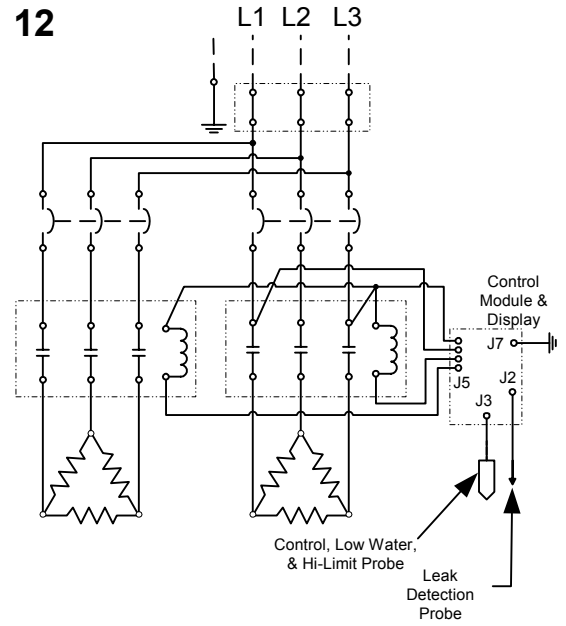 12
L1 L2 L3
Control
Module &
Display
J7
J5
J2
J3
Control, Low Water,
& Hi-Limit Probe
Leak
Detection
Probe